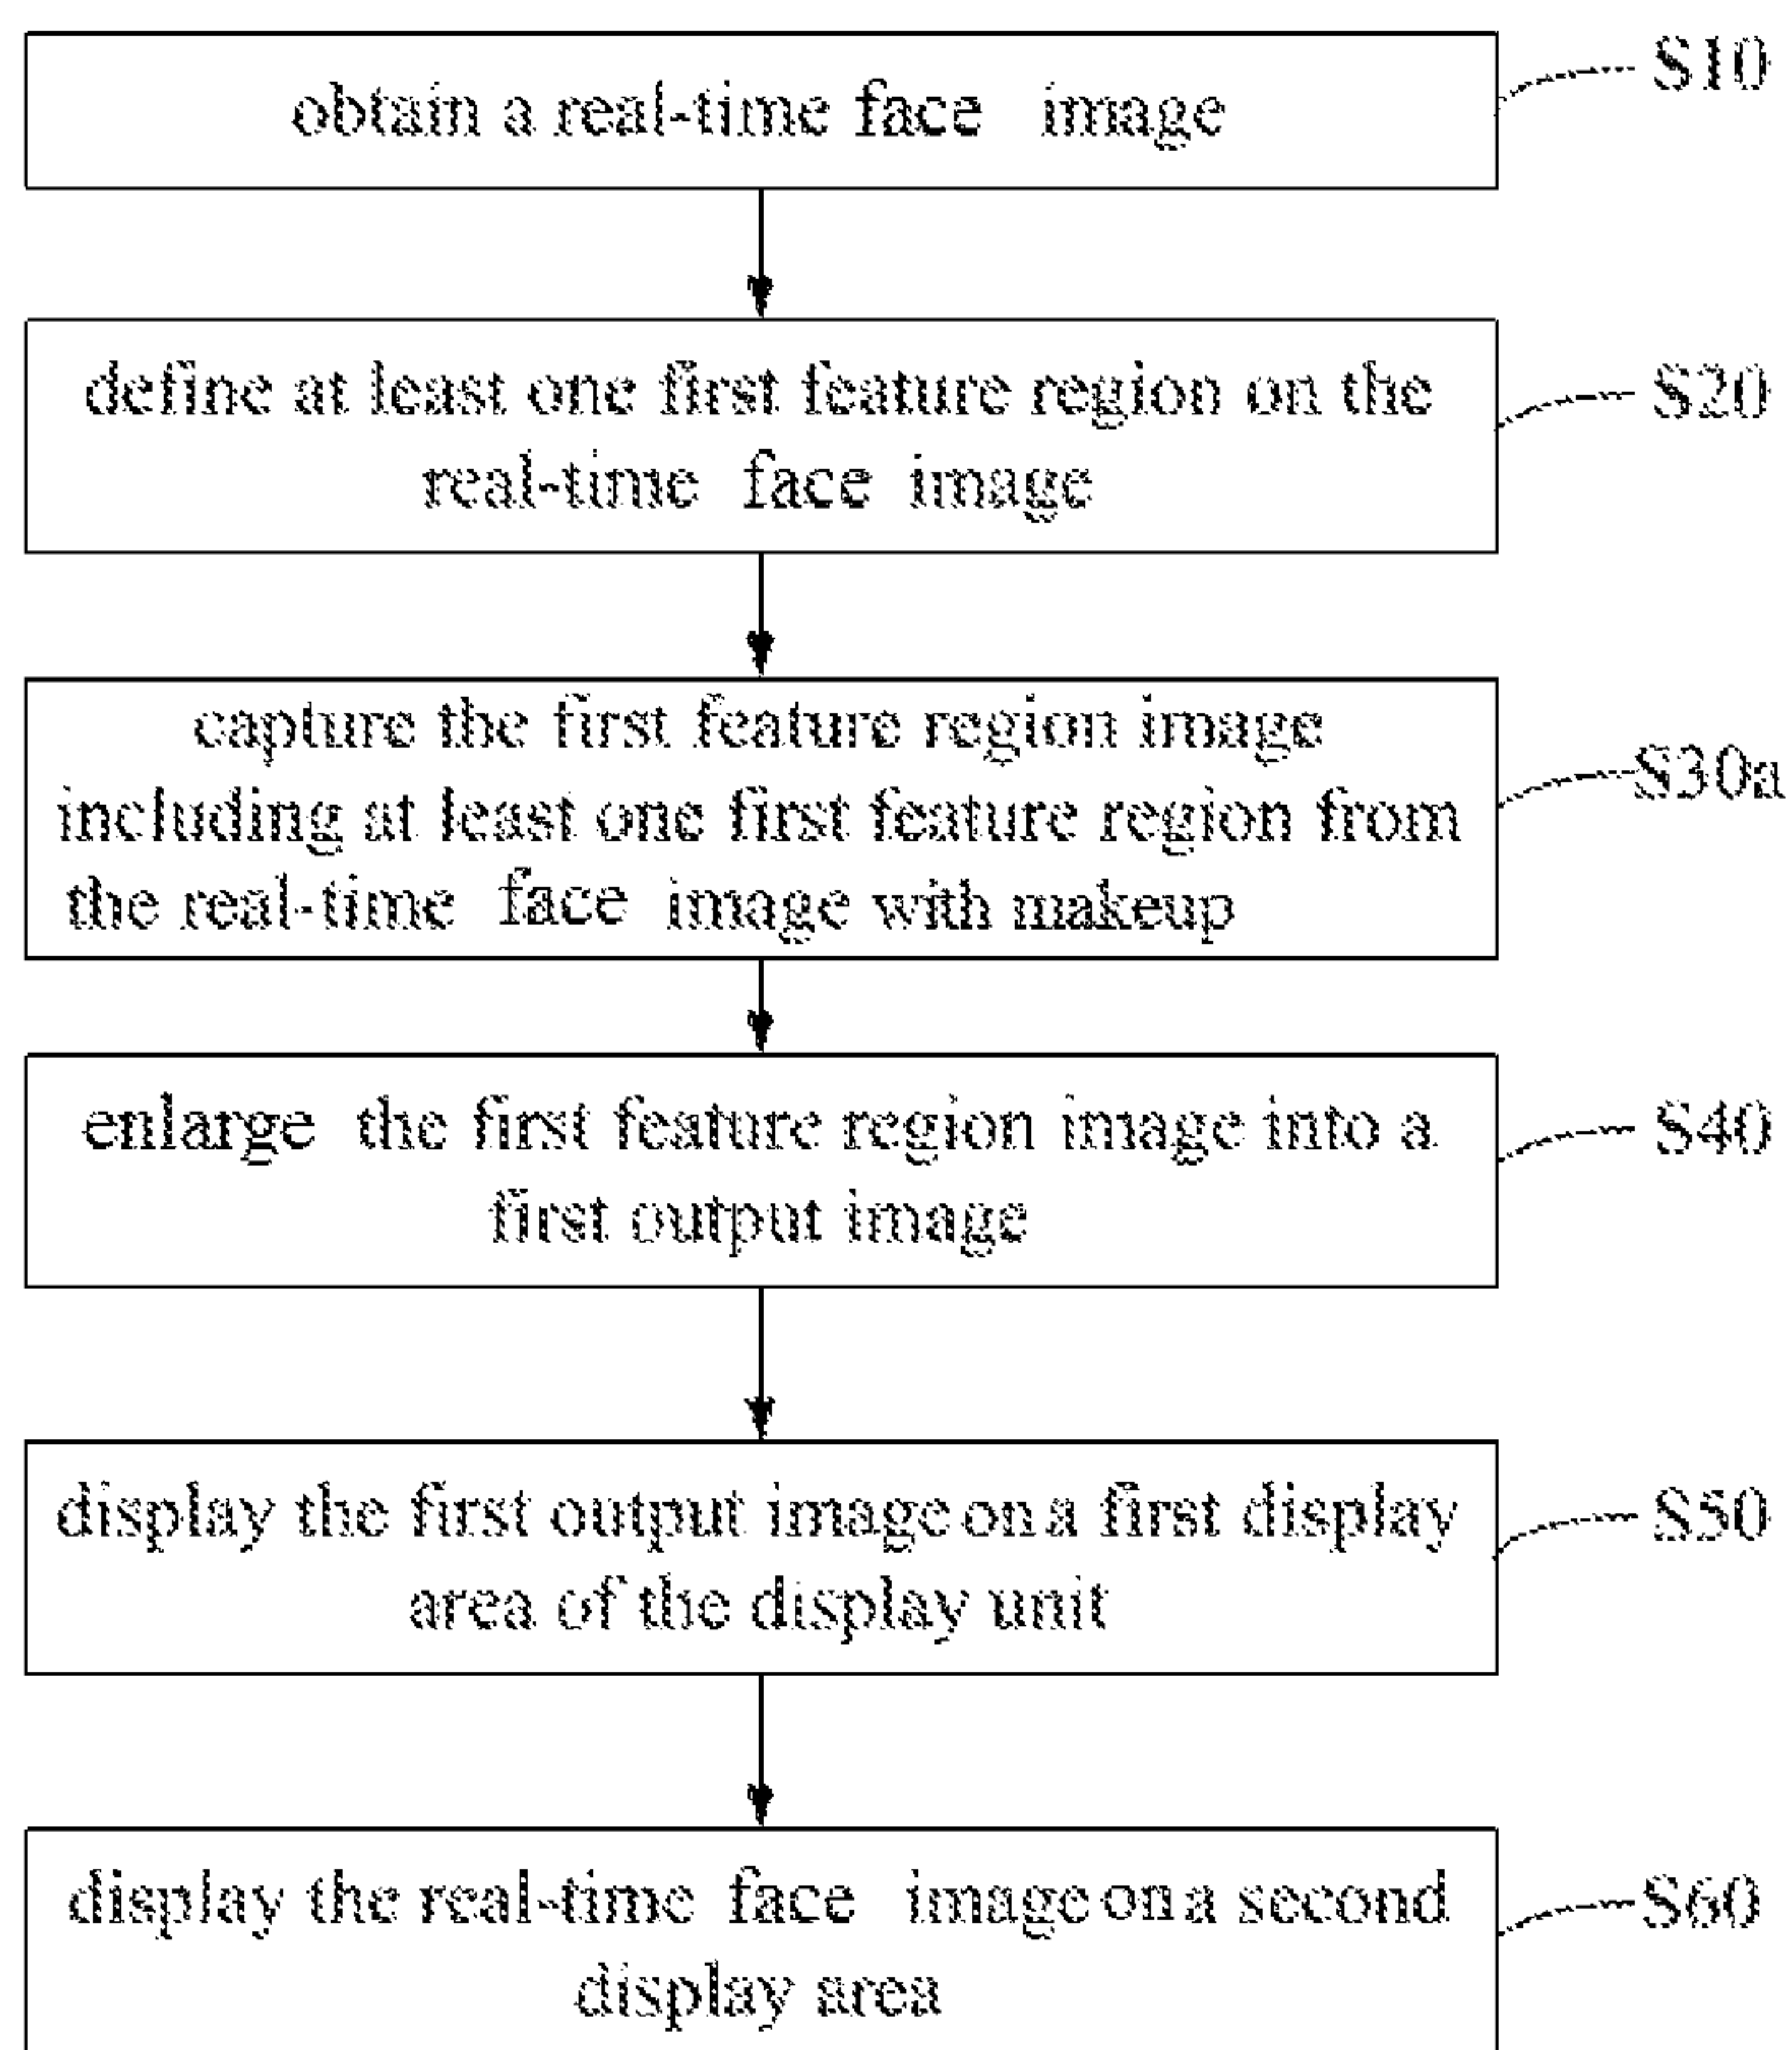 obtain a real-time face image
S10
define at least one first feature region on the
real-time face image
S20
capture the first feature region image
including at least one first feature region from
the real-time face image with makeup
S30a
enlarge the first feature region image into a
first output image
S40
display the first output image on a first display
area of the display unit
S50
display the real-time face image on a second
display area
S60